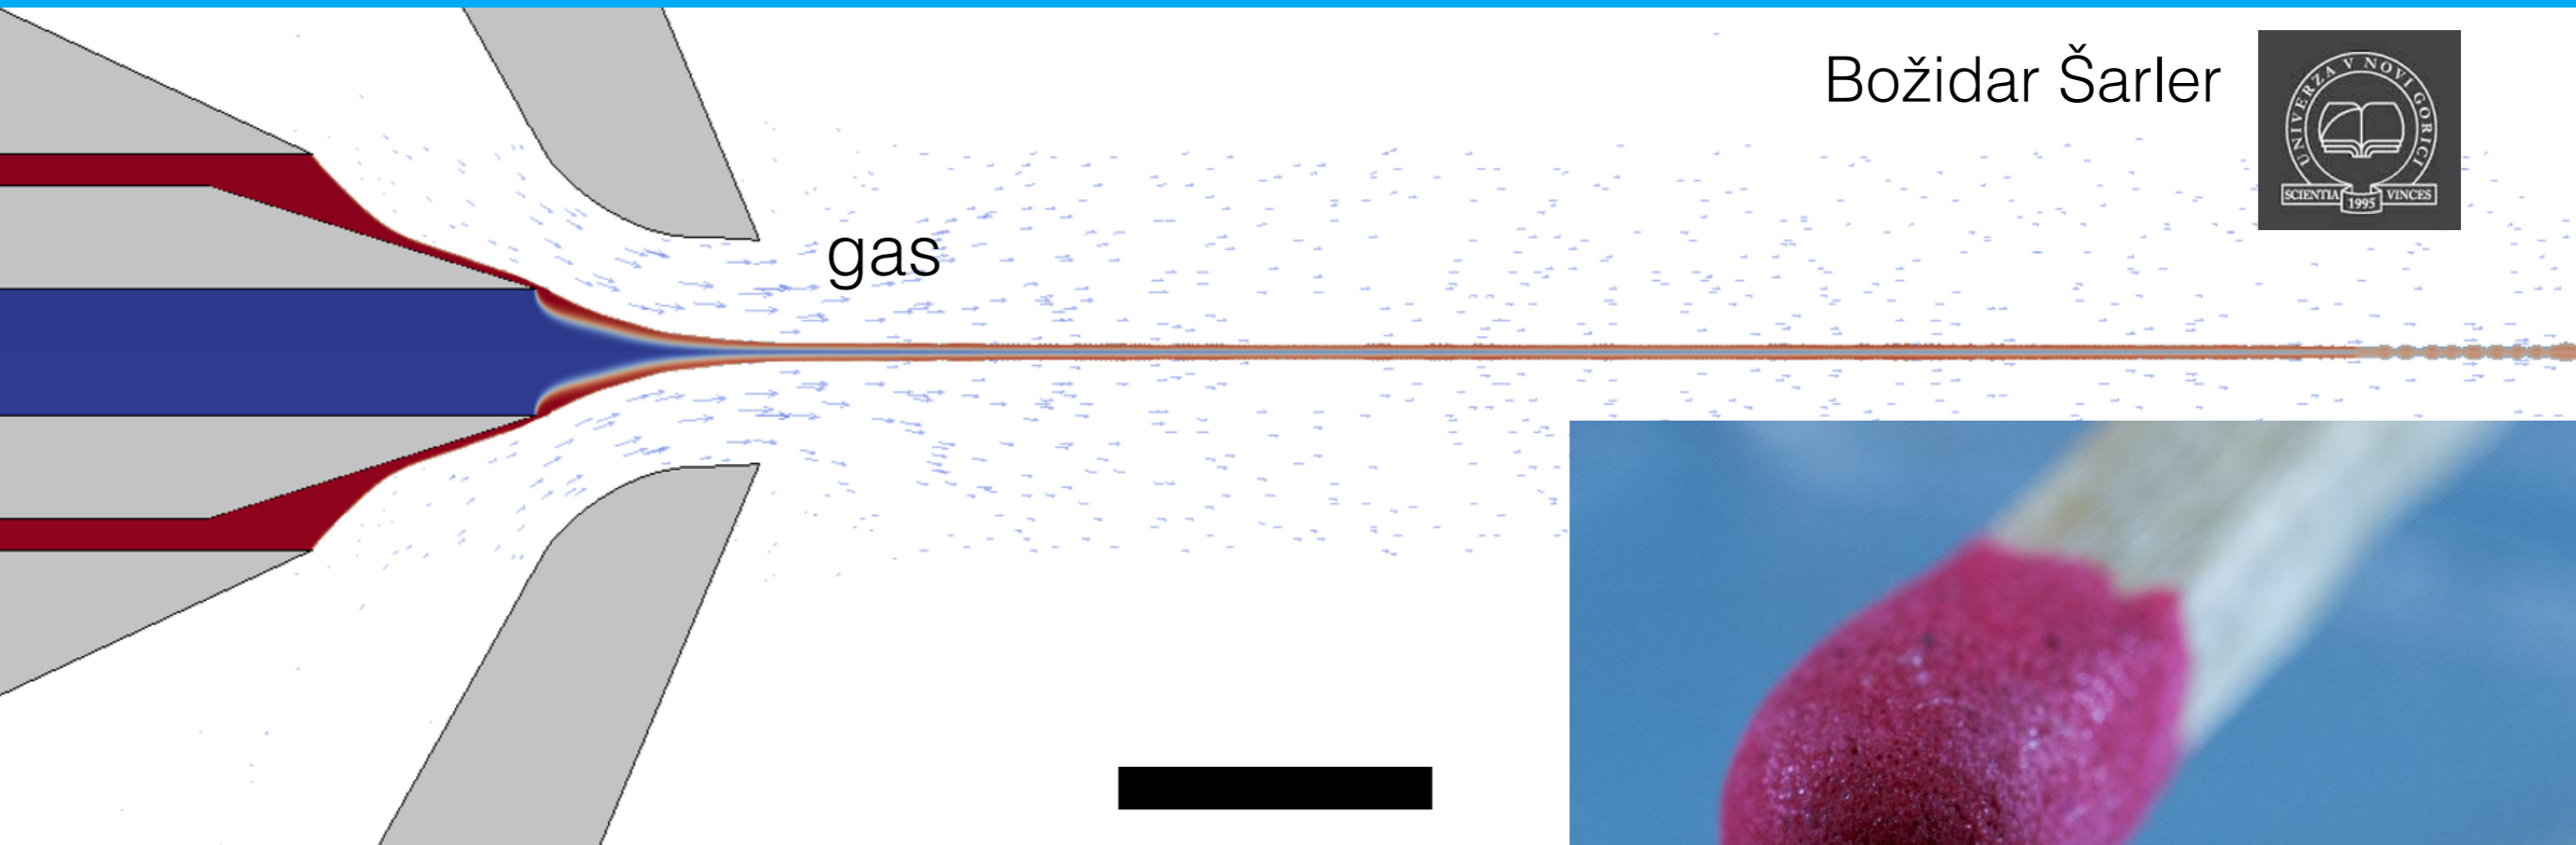 Božidar Šarler
UNIVERZA V NOVI GORICI
SCIENTIA VINCES
1995
gas